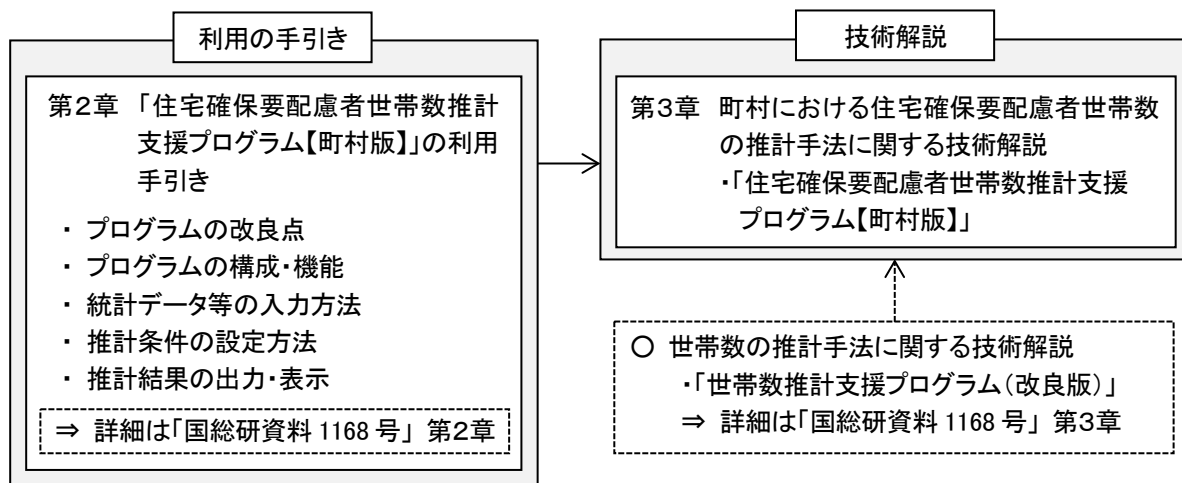 利用の手引き
第2章 「住宅確保要配慮者世帯数推計
支援プログラム【町村版】」の利用
手引き
・ プログラムの改良点
・ プログラムの構成・機能
・ 統計データ等の入力方法
・ 推計条件の設定方法
・ 推計結果の出力・表示
⇒ 詳細は「国総研資料 1168 号」 第2章
技術解説
第3章 町村における住宅確保要配慮者世帯数
の推計手法に関する技術解説
・「住宅確保要配慮者世帯数推計支援
プログラム【町村版】」
○ 世帯数の推計手法に関する技術解説
・「世帯数推計支援プログラム(改良版)」
⇒ 詳細は「国総研資料 1168 号」 第3章